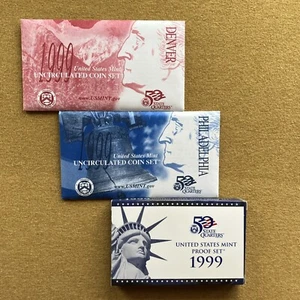 DENVER
1999
United States Mint
UNCIRCULATED COIN SET
www.USMINT.gov
50
STATE
QUARTERS
PHILADELPHIA
1999
United States Mint
UNCIRCULATED COIN SET
www.USMINT.gov
50
STATE
QUARTERS
50
STATE
QUARTERS
UNITED STATES MINT
PROOF SET
1999